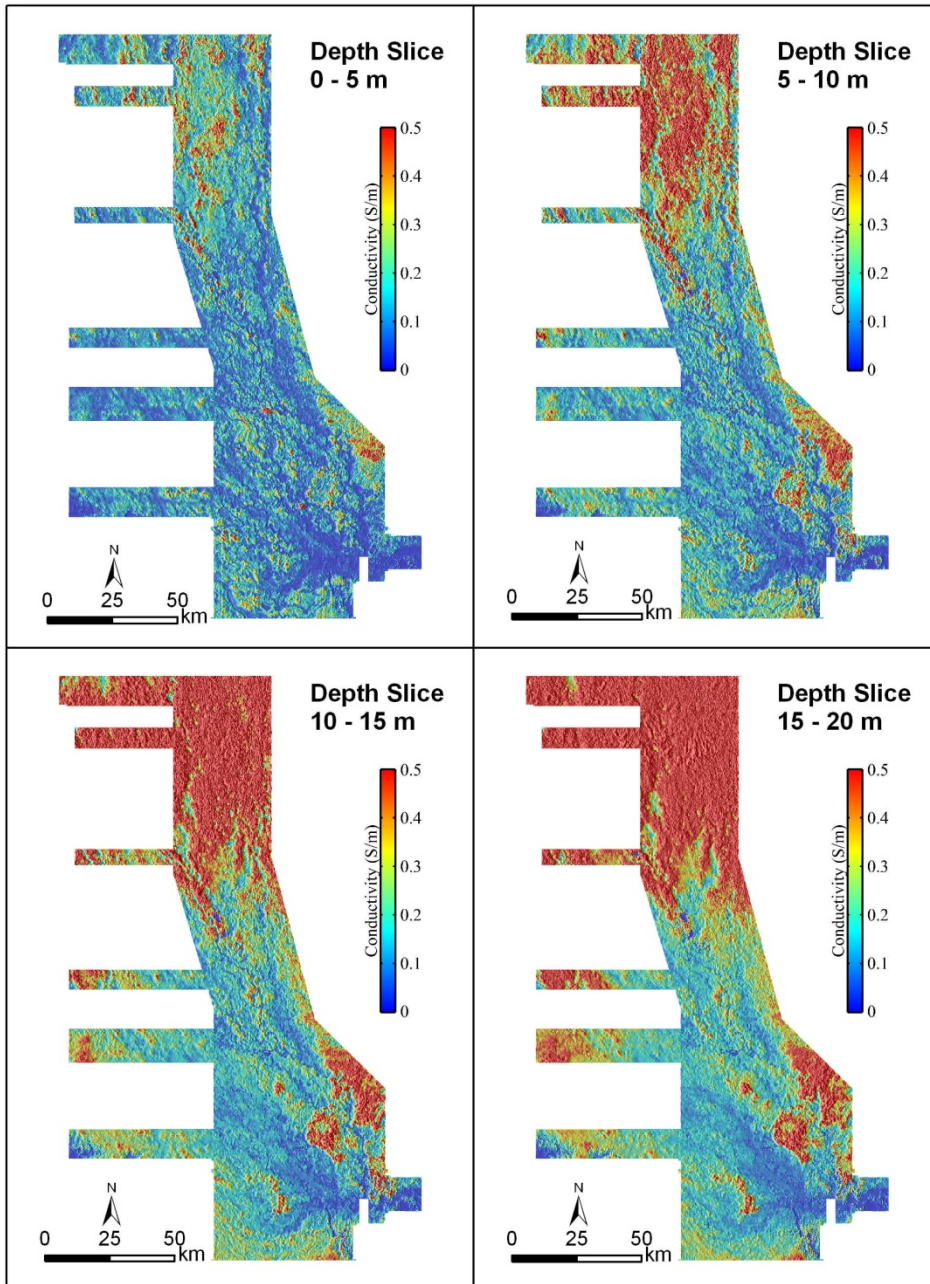 Depth Slice
0 - 5 m
Conductivity (S/m)
0.5
0.4
0.3
0.2
0.1
0
N
0 25 50
km
Depth Slice
5 - 10 m
Conductivity (S/m)
0.5
0.4
0.3
0.2
0.1
0
N
0 25 50
km
Depth Slice
10 - 15 m
Conductivity (S/m)
0.5
0.4
0.3
0.2
0.1
0
N
0 25 50
km
Depth Slice
15 - 20 m
Conductivity (S/m)
0.5
0.4
0.3
0.2
0.1
0
N
0 25 50
km